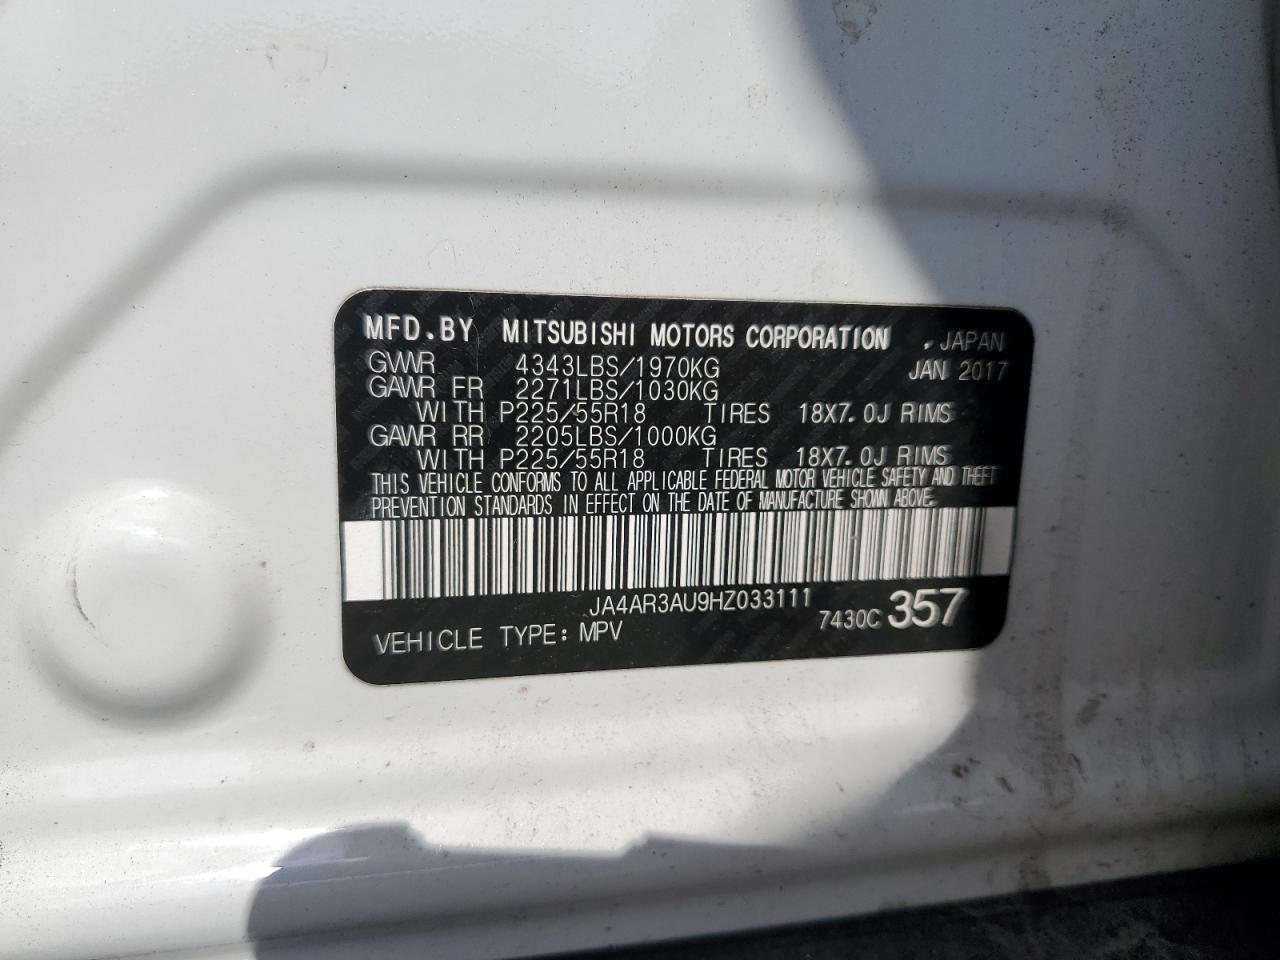 MFD.BY MITSUBISHI MOTORS CORPORATION , JAPAN
GVWR 4343LBS/1970KG JAN 2017
GAWR FR 2271LBS/1030KG
WITH P225/55R18 TIRES 18X7.0J RIMS
GAWR RR 2205LBS/1000KG
WITH P225/55R18 TIRES 18X7.0J RIMS
THIS VEHICLE CONFORMS TO ALL APPLICABLE FEDERAL MOTOR VEHICLE SAFETY AND THEFT
PREVENTION STANDARDS IN EFFECT ON THE DATE OF MANUFACTURE SHOWN ABOVE.
JA4AR3AU9HZ033111
VEHICLE TYPE: MPV 7430C 357